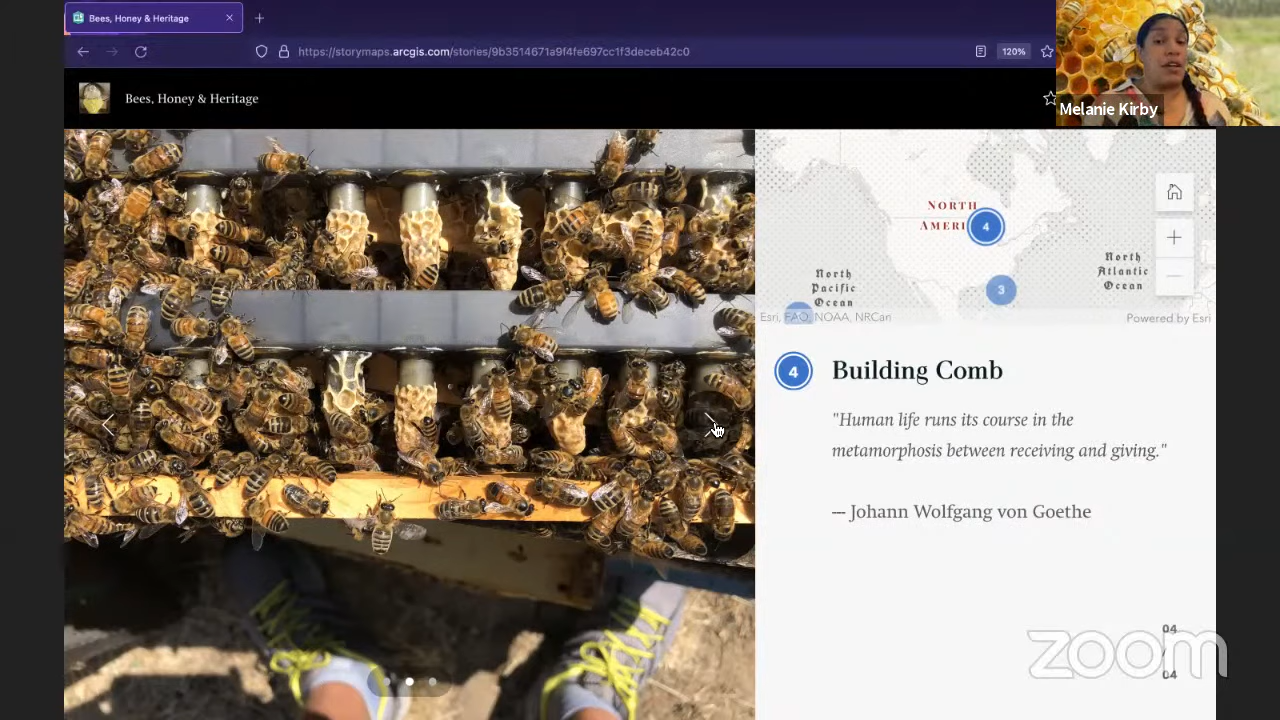 Bees, Honey & Heritage
https://storymaps.arcgis.com/stories/9b3514671a9f4fe697cc1f3deceb42c0
120%
Bees, Honey & Heritage
Melanie Kirby
NORTH
AMERI
4
3
North
Pacific
Ocean
North
Atlantic
Ocean
Esri, FAO, NOAA, NRCan
Powered by Esri
4
Building Comb
"Human life runs its course in the
metamorphosis between receiving and giving."
— Johann Wolfgang von Goethe
04
/
04
zoom